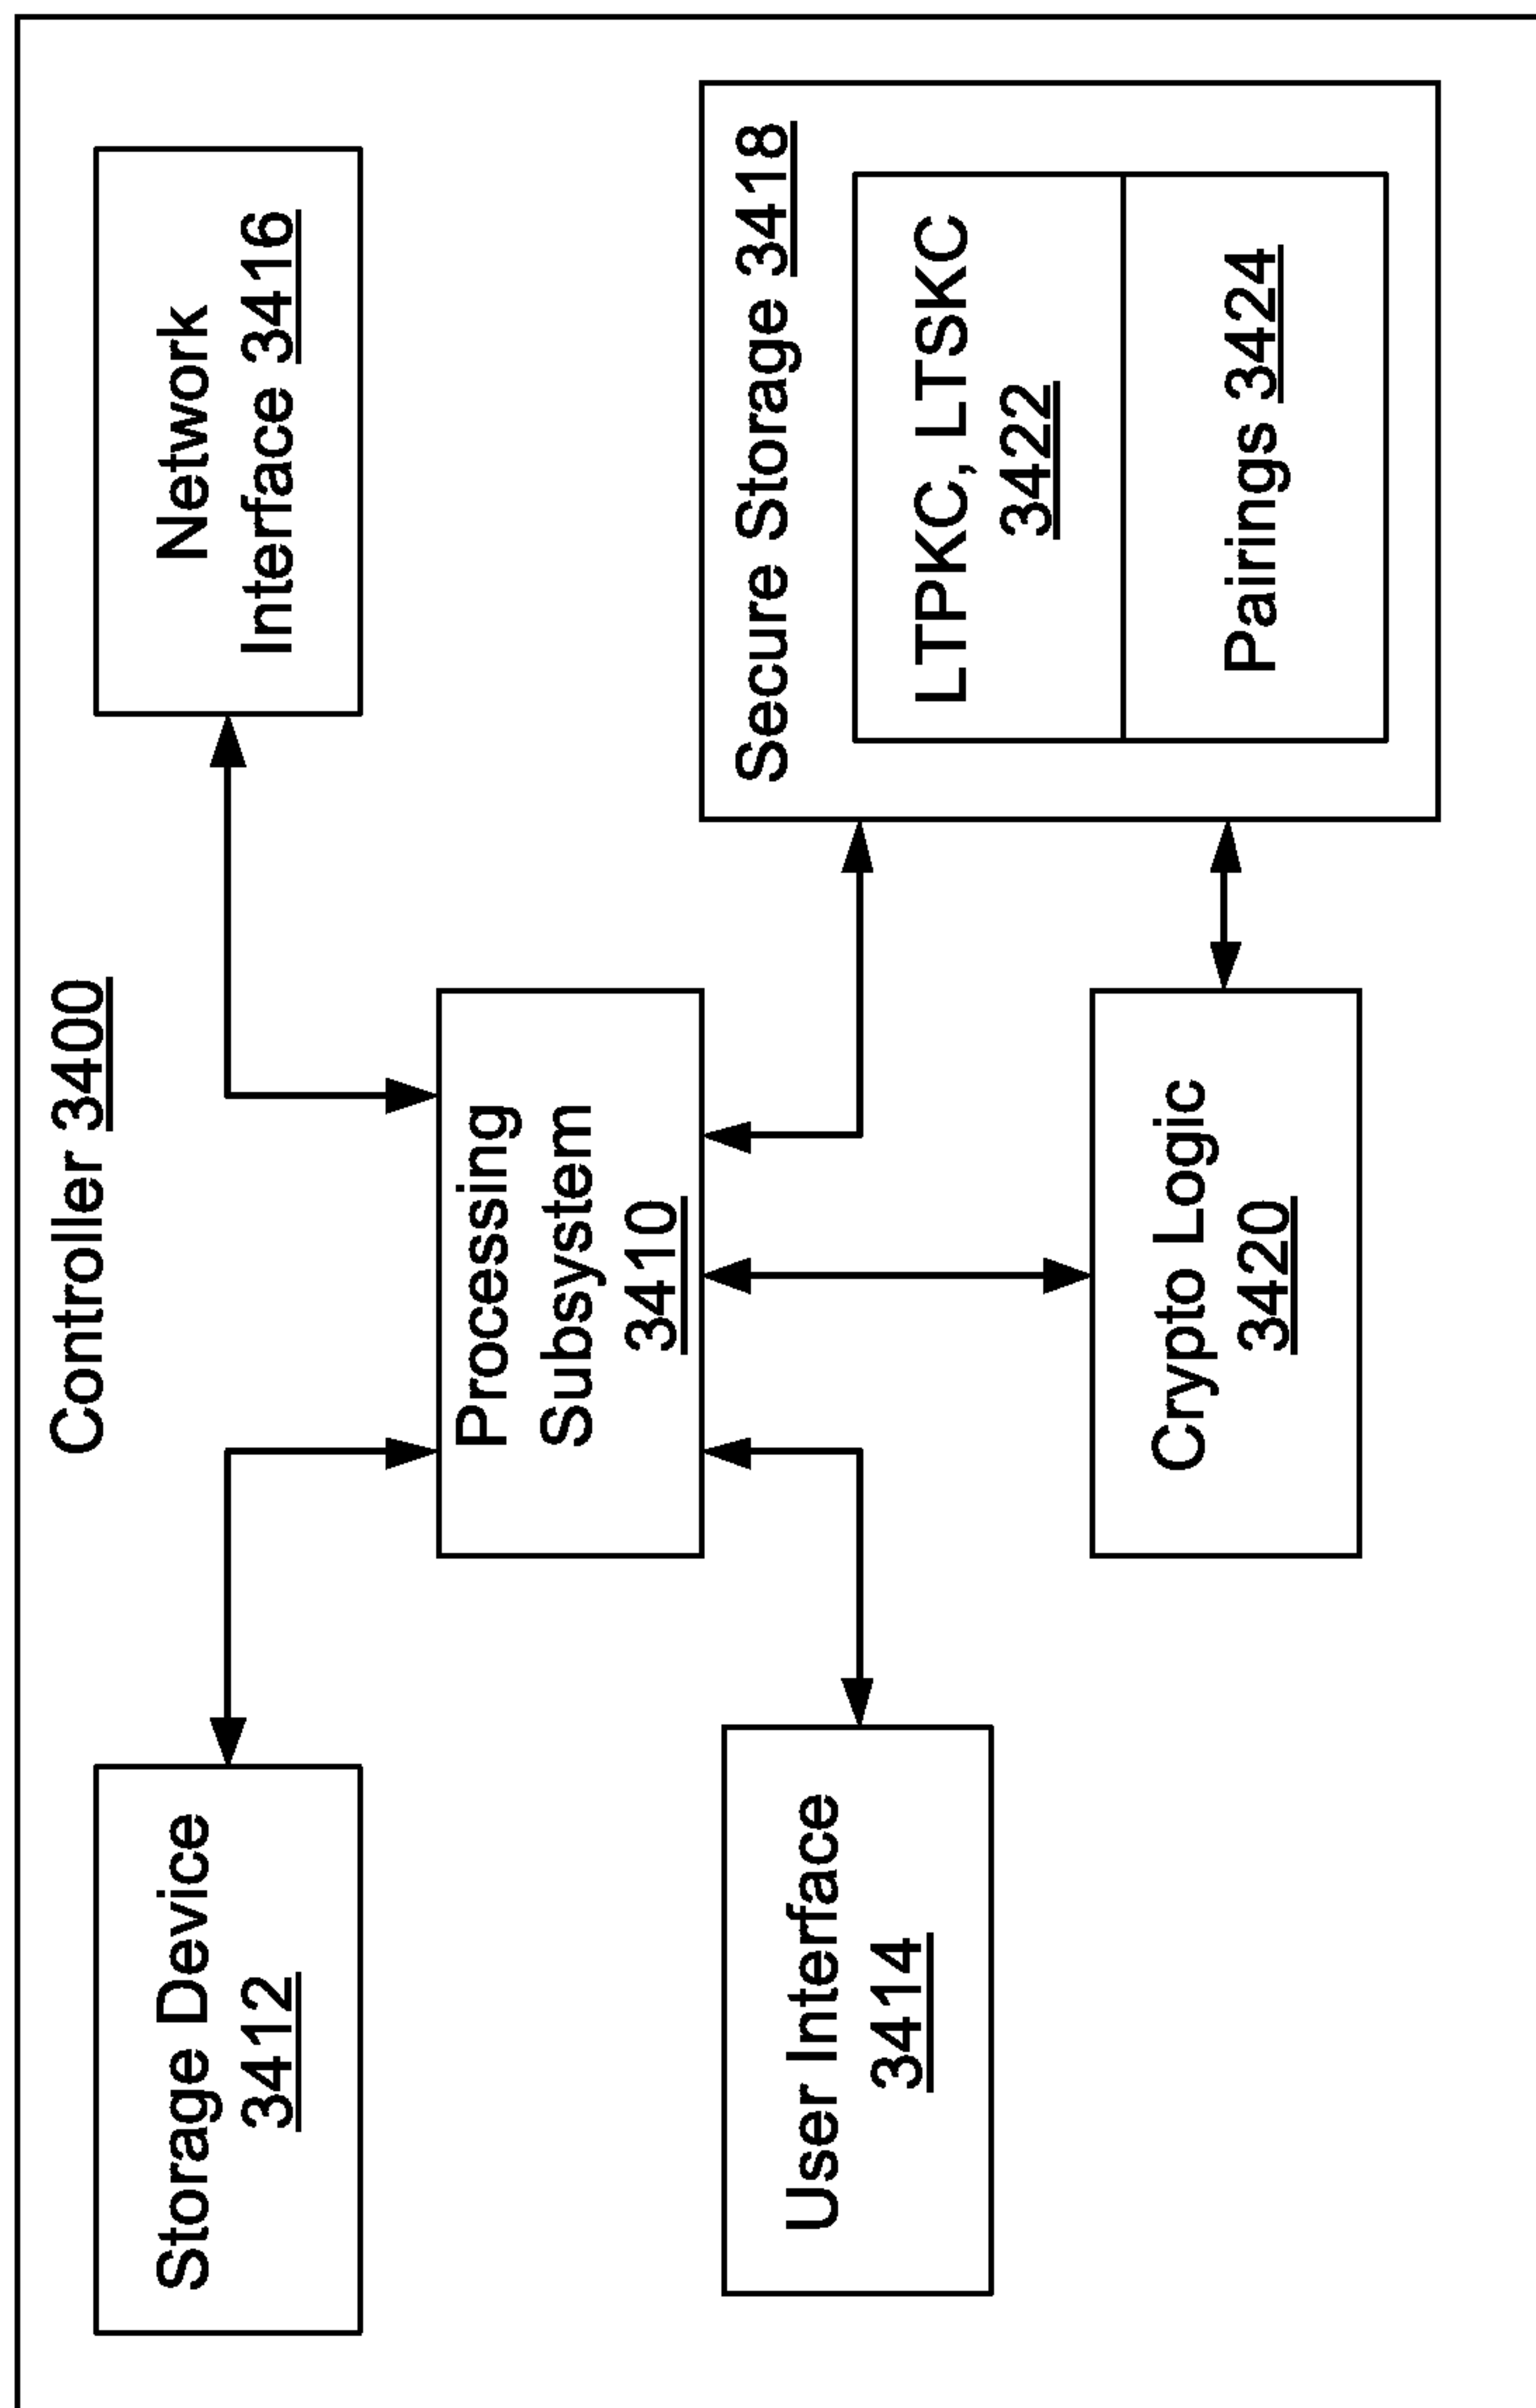 Controller 3400
Storage Device
3412
Network
Interface 3416
Processing
Subsystem
3410
User Interface
3414
Secure Storage 3418
LTPKC, LTSKC
3422
Pairings 3424
Crypto Logic
3420